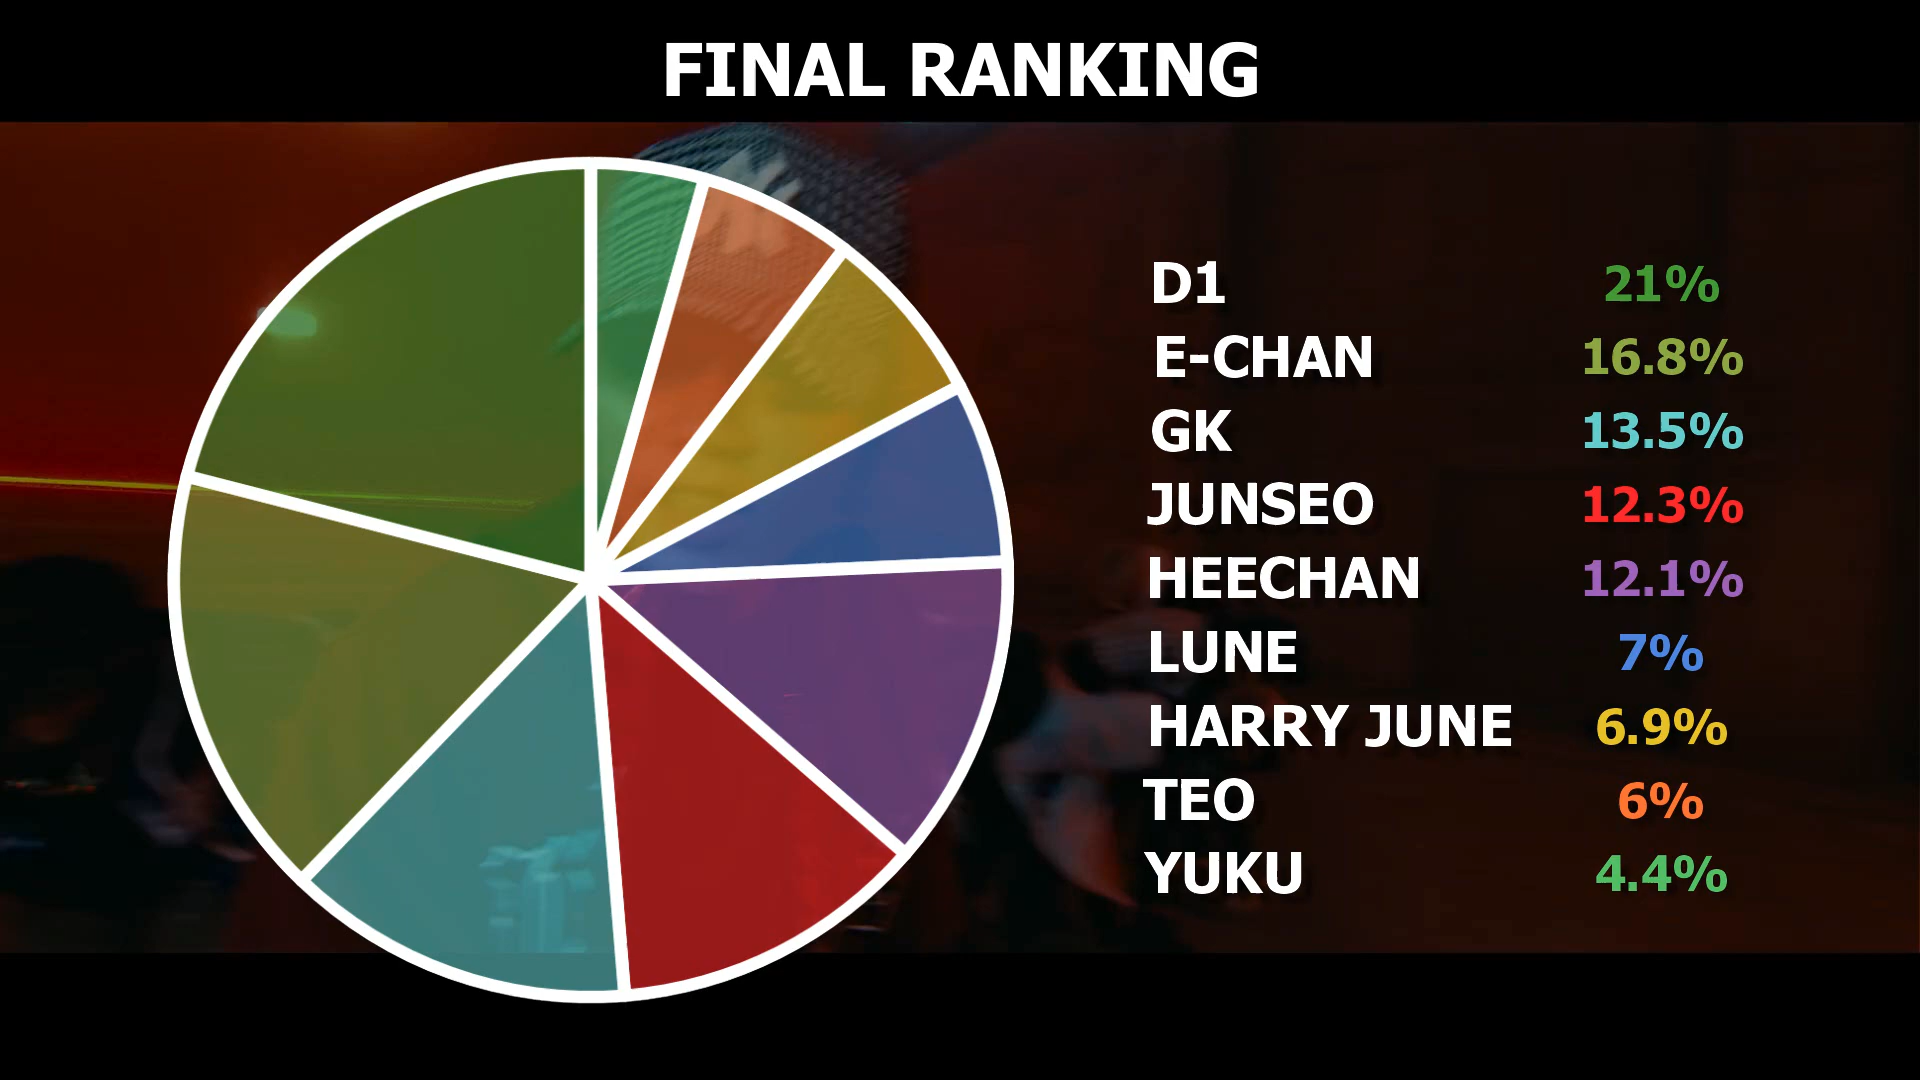 FINAL RANKING
D1 21%
E-CHAN 16.8%
GK 13.5%
JUNSEO 12.3%
HEECHAN 12.1%
LUNE 7%
HARRY JUNE 6.9%
TEO 6%
YUKU 4.4%